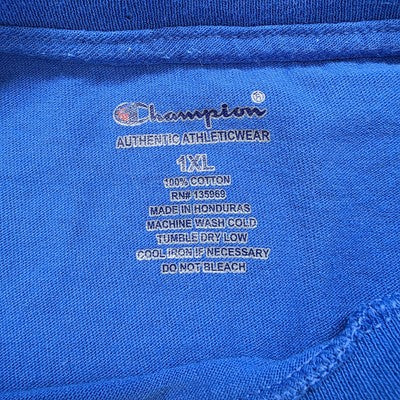 Champion®
AUTHENTIC ATHLETICWEAR
1XL
100% COTTON
RN# 135969
MADE IN HONDURAS
MACHINE WASH COLD
TUMBLE DRY LOW
COOL IRON IF NECESSARY
DO NOT BLEACH